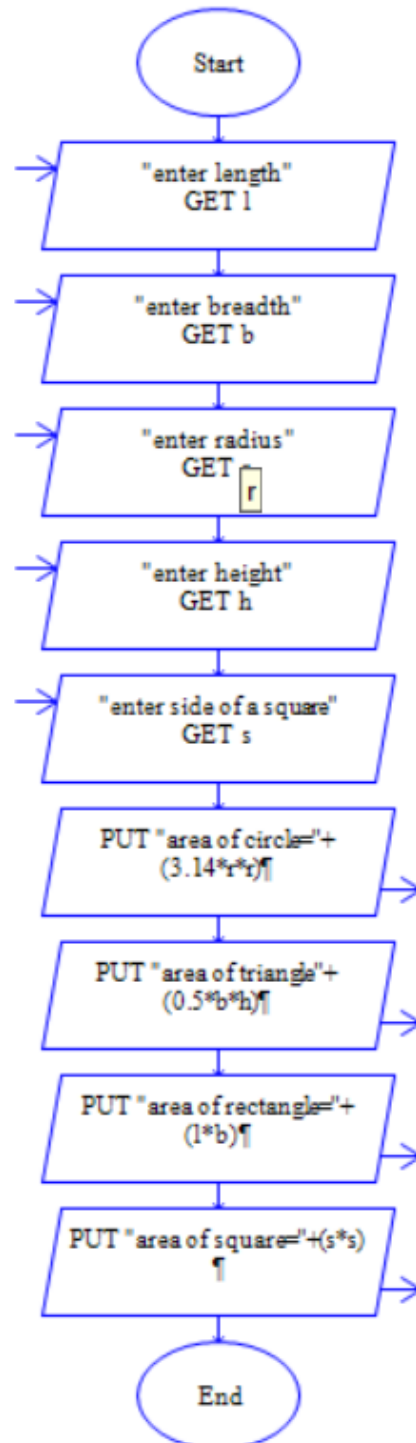 Start
"enter length"
GET l
"enter breadth"
GET b
"enter radius"
GET
r
"enter height"
GET h
"enter side of a square"
GET s
PUT "area of circle="+
(3.14*r*r)¶
PUT "area of triangle"+
(0.5*b*h)¶
PUT "area of rectangle="+
(l*b)¶
PUT "area of square="+(s*s)
¶
End